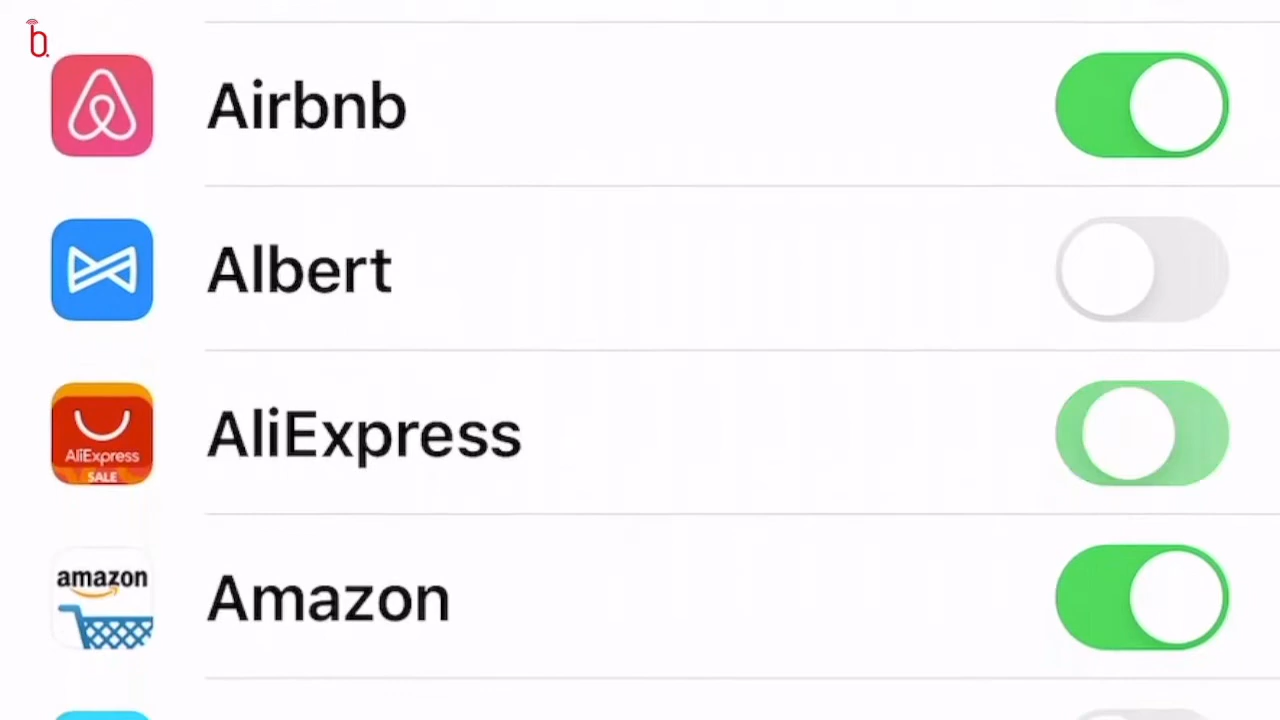 b.
Airbnb
Albert
AliExpress
SALE
AliExpress
amazon
Amazon